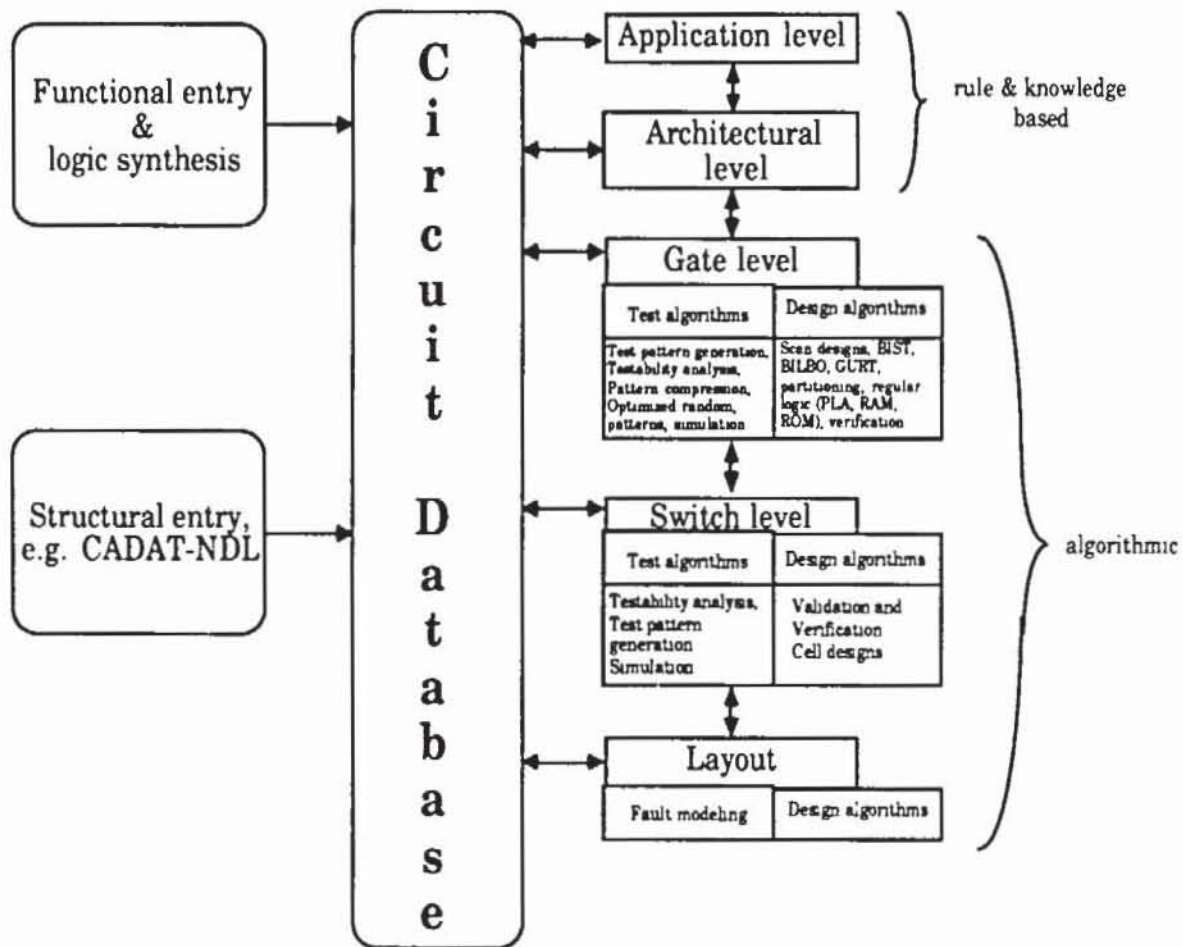 Functional entry
&
logic synthesis
Structural entry,
e.g. CADAT-NDL
Circuit Database
Application level
Architectural
level
rule & knowledge
based
Gate level
Test algorithms
Design algorithms
Test pattern generation,
Testability analysis,
Pattern compression,
Optimized random,
patterns, simulation
Scan designs, BIST,
BILBO, GURT,
partitioning, regular
logic (PLA, RAM,
ROM), verification
Switch level
Test algorithms
Design algorithms
Testability analysis,
Test pattern
generation
Simulation
Validation and
Verification
Cell designs
algorithmic
Layout
Fault modeling
Design algorithms